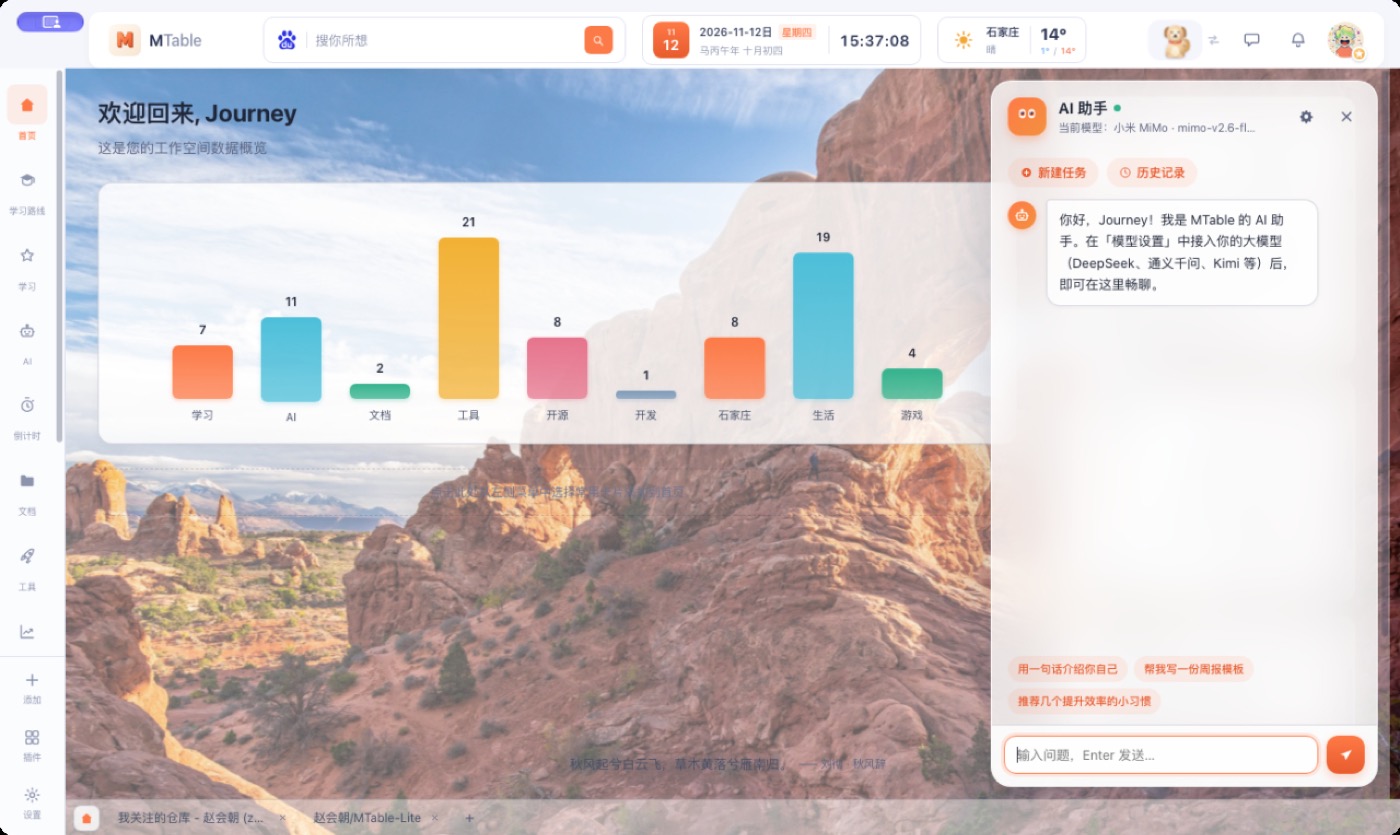 MTable
搜你所想
11
12
2026-11-12日 星期四
马丙午年 十月初四
15:37:08
石家庄
晴
14°
1° / 14°
首页
学习路线
学习
AI
倒计时
文档
工具
添加
插件
设置
欢迎回来, Journey
这是您的工作空间数据概览
7
11
2
21
8
1
8
19
4
学习
AI
文档
工具
开源
开发
石家庄
生活
游戏
秋风起兮白云飞，草木黄落兮雁南归。 —— 刘彻 · 秋风辞
我关注的仓库 - 赵会朝 (z...
赵会朝/MTable-Lite
AI 助手
当前模型：小米 MiMo · mimo-v2.6-fl...
新建任务
历史记录
你好，Journey！我是 MTable 的 AI 助
手。在「模型设置」中接入你的大模型
（DeepSeek、通义千问、Kimi 等）后，
即可在这里畅聊。
用一句话介绍你自己
帮我写一份周报模板
推荐几个提升效率的小习惯
输入问题，Enter 发送...